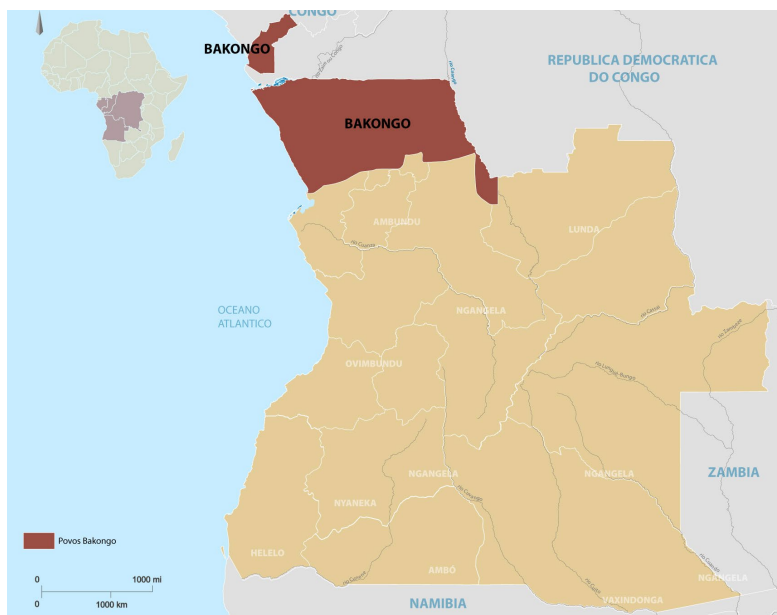 CONGO
BAKONGO
REPUBLICA DEMOCRATICA
DO CONGO
BAKONGO
AMBUNDU
LUNDA
OCEANO
ATLANTICO
NGANGELA
OVIMBUNDU
NGANGELA
NGANGELA
ZAMBIA
NYANEKA
HELELO
AMBÓ
NGANGELA
YAXINDONGA
NAMIBIA
Povos Bakongo
0 1000 mi
0 1000 km